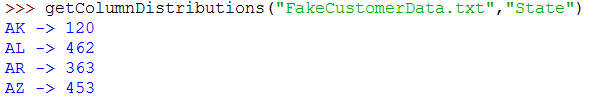 >>> getColumnDistributions("FakeCustomerData.txt","State")
AK -> 120
AL -> 462
AR -> 363
AZ -> 453